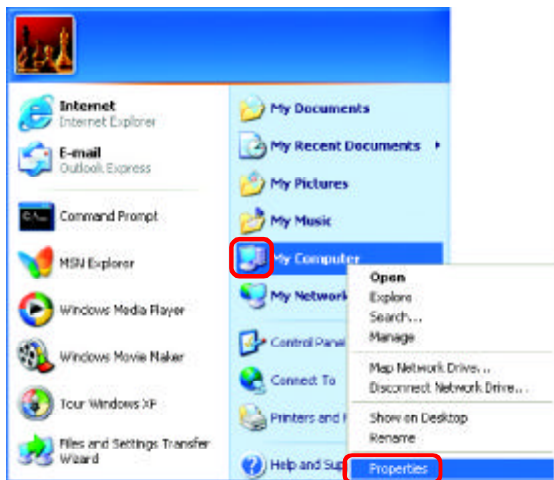 Internet
Internet Explorer
E-mail
Outlook Express
Command Prompt
MSN Explorer
Windows Media Player
Windows Movie Maker
Tour Windows XP
Files and Settings Transfer
Wizard
My Documents
My Recent Documents
My Pictures
My Music
My Computer
My Network
Control Panel
Connect To
Printers and
Help and Sup
Open
Explore
Search...
Manage
Map Network Drive...
Disconnect Network Drive...
Show on Desktop
Rename
Properties